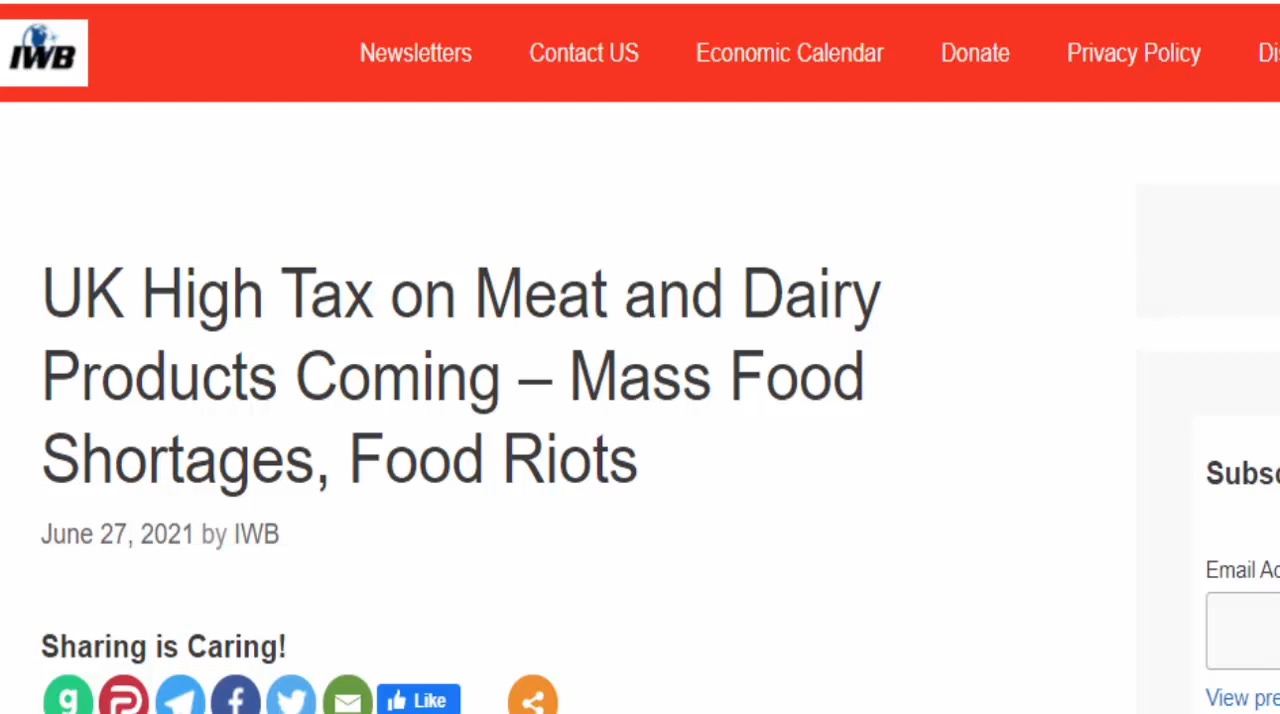 IWB
Newsletters Contact US Economic Calendar Donate Privacy Policy
UK High Tax on Meat and Dairy
Products Coming – Mass Food
Shortages, Food Riots
June 27, 2021 by IWB
Sharing is Caring!
Like
Email
View